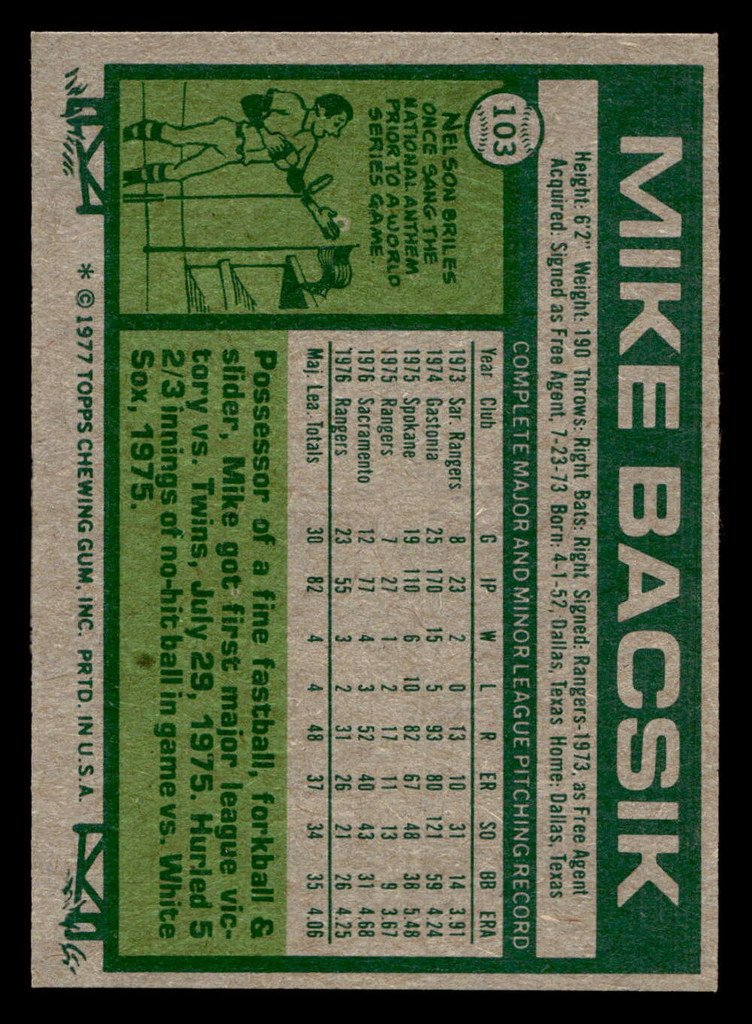 MIKE BACSIK
103
Height: 6'2" Weight: 190 Throws: Right Bats: Right Signed: Rangers-1973, as Free Agent
Acquired: Signed as Free Agent, 7-23-73 Born: 4-1-52, Dallas, Texas Home: Dallas, Texas
COMPLETE MAJOR AND MINOR LEAGUE PITCHING RECORD
Year Club G IP W L R ER SO BB ERA
1973 Sar. Rangers 8 23 2 0 13 10 31 14 3.91
1974 Gastonia 25 170 15 5 93 80 121 59 4.24
1975 Spokane 19 110 6 10 82 67 48 38 5.48
1975 Rangers 7 27 1 2 17 11 13 9 3.67
1976 Sacramento 12 77 4 3 52 40 43 31 4.68
1976 Rangers 23 55 3 2 31 26 21 26 4.25
Maj. Lea. Totals 30 82 4 4 48 37 34 35 4.06
NELSON BRILES
ONCE SANG THE
NATIONAL ANTHEM
PRIOR TO A WORLD
SERIES GAME.
Possessor of a fine fastball, forkball &
slider, Mike got first major league vic-
tory vs. Twins, July 29, 1975. Hurled 5
2/3 innings of no-hit ball in game vs. White
Sox, 1975.
* © 1977 TOPPS CHEWING GUM, INC. PRTD. IN U.S.A.